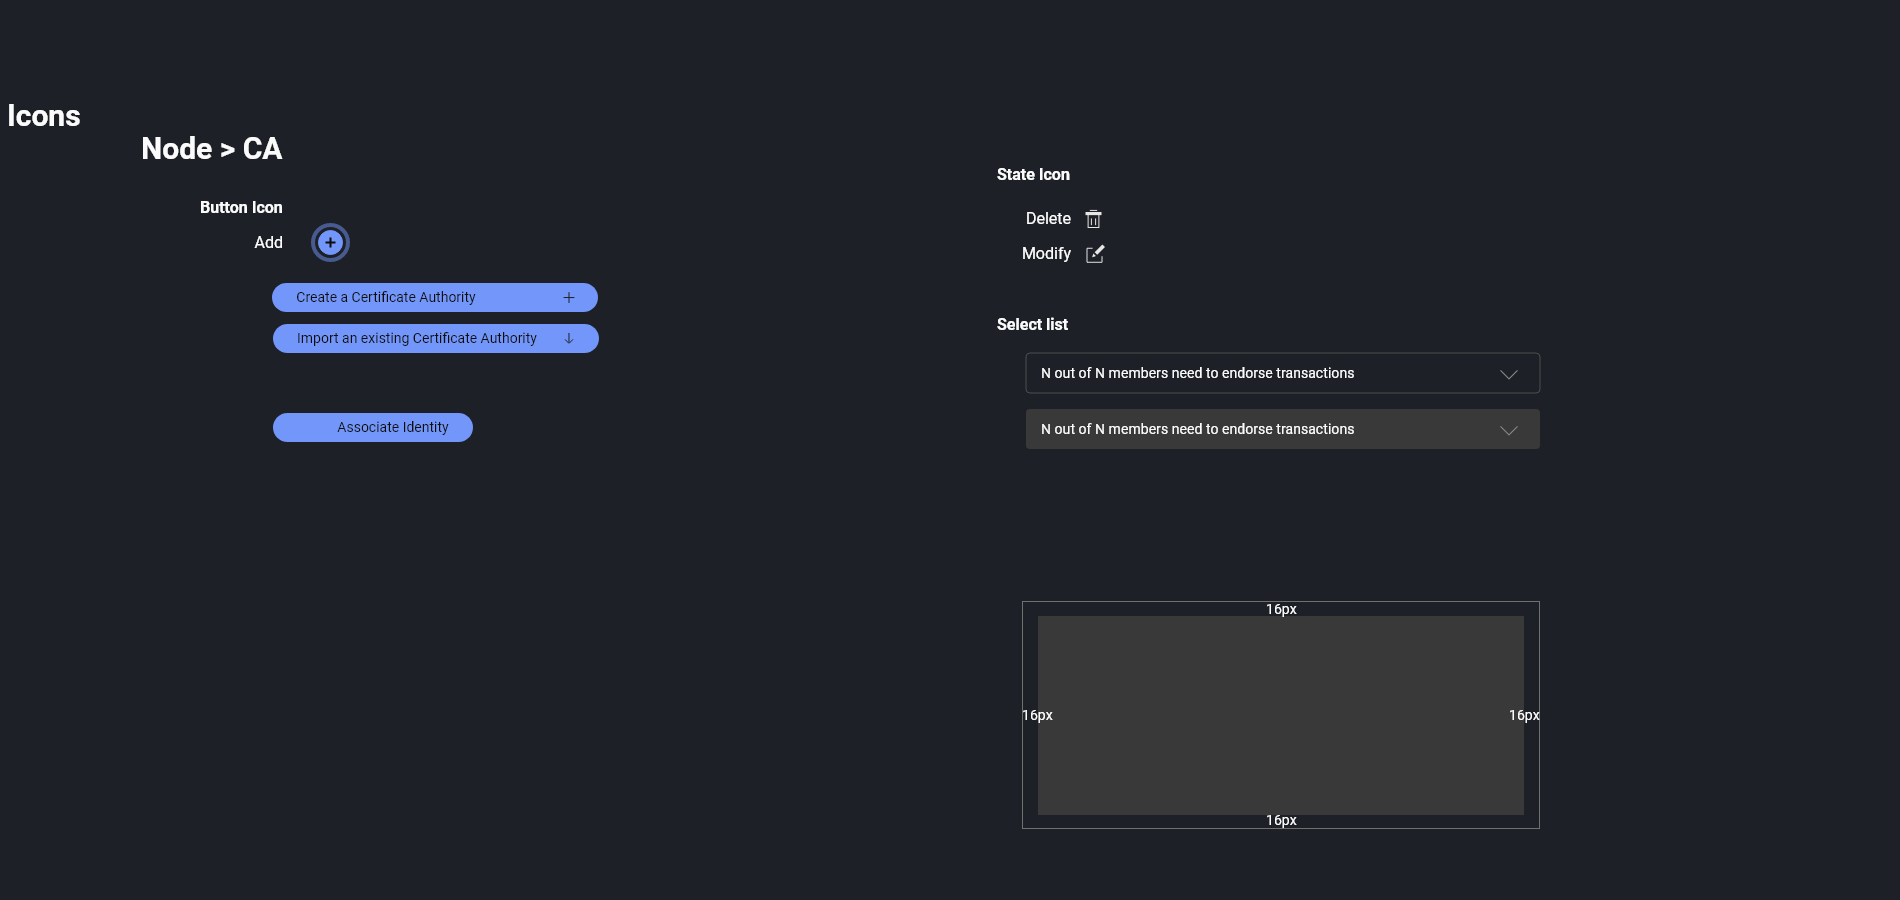 Icons
Node > CA
Button Icon
Add
Create a Certificate Authority
Import an existing Certificate Authority
Associate Identity
State Icon
Delete
Modify
Select list
N out of N members need to endorse transactions
N out of N members need to endorse transactions
16px
16px
16px
16px